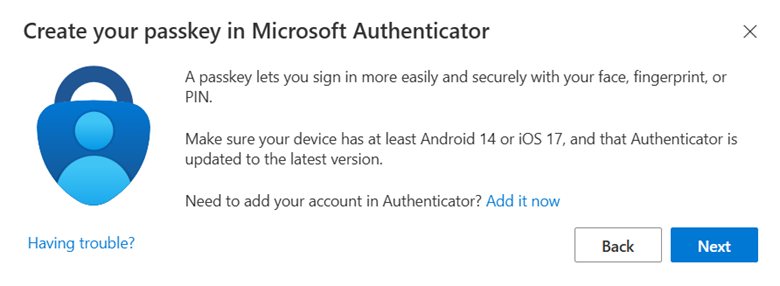 Create your passkey in Microsoft Authenticator
A passkey lets you sign in more easily and securely with your face, fingerprint, or
PIN.
Make sure your device has at least Android 14 or iOS 17, and that Authenticator is
updated to the latest version.
Need to add your account in Authenticator? Add it now
Having trouble?
Back
Next